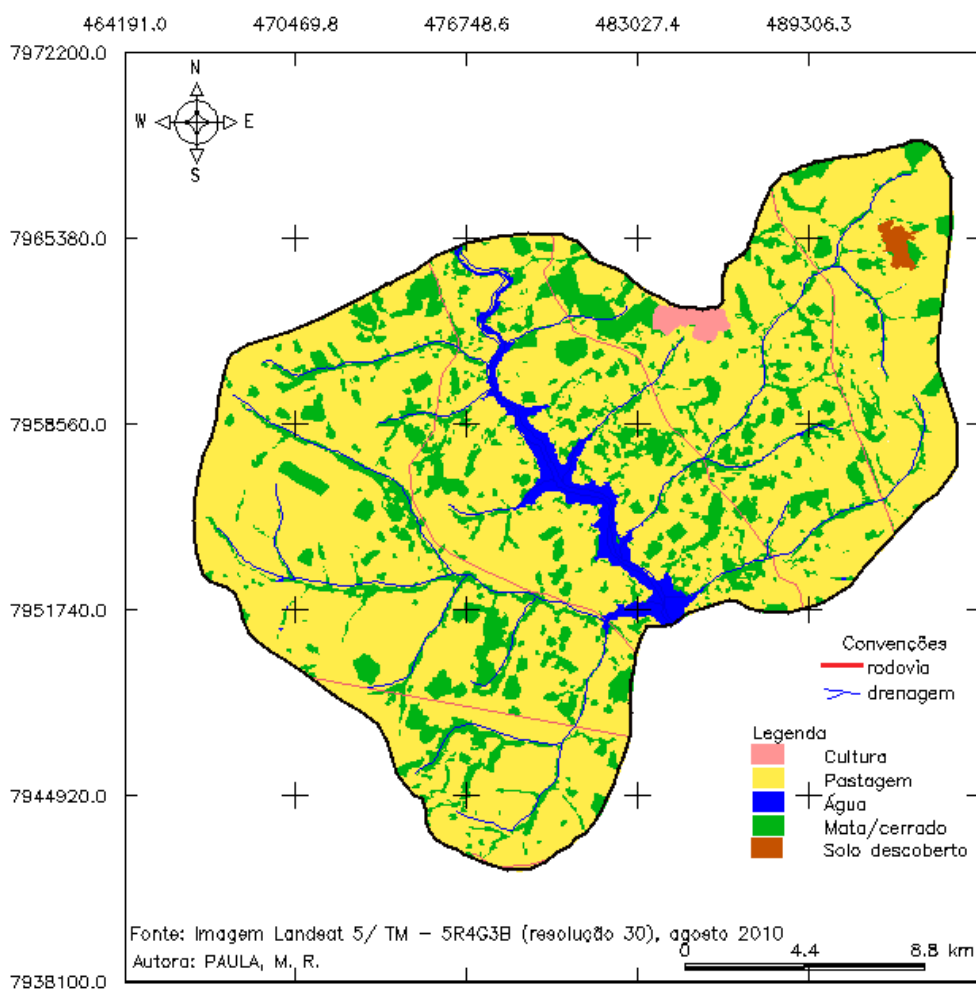 464191.0 470469.8 476748.6 483027.4 489306.3
7972200.0
N
W E
S
7965380.0
7958560.0
7951740.0
Convenções
rodovia
drenagem
Legenda
Cultura
Pastagem
7944920.0
Água
Mata/cerrado
Solo descoberto
Fonte: Imagem Landsat 5/ TM - 5R4G3B (resolução 30), agosto 2010
0 4.4 8.8 km
Autora: PAULA, M. R.
7938100.0